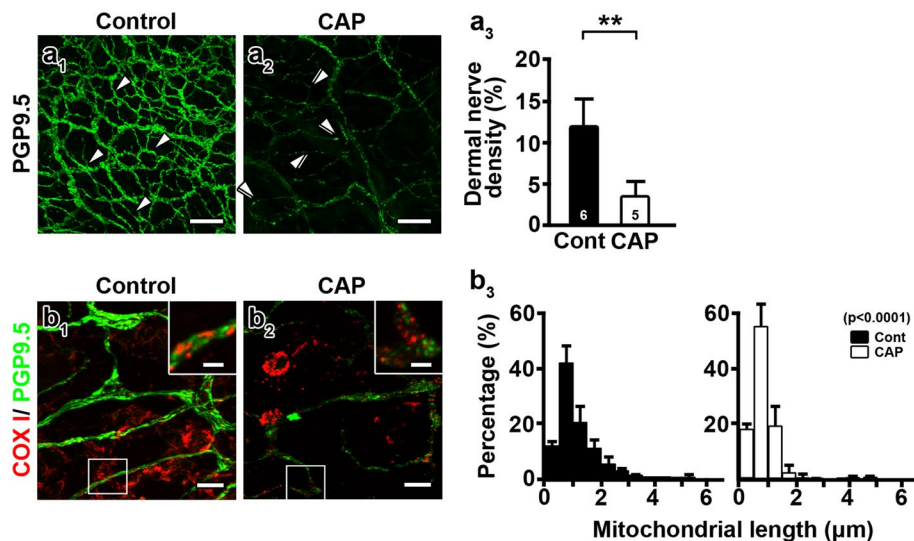 Control
CAP
a1
a2
PGP9.5
a3
**
Dermal nerve
density (%)
20
15
10
5
0
6
5
Cont CAP
Control
CAP
b1
b2
COX I/ PGP9.5
b3
(p<0.0001)
Cont
CAP
Percentage (%)
60
40
20
60
40
20
0 2 4 6
0 2 4 6
Mitochondrial length (μm)